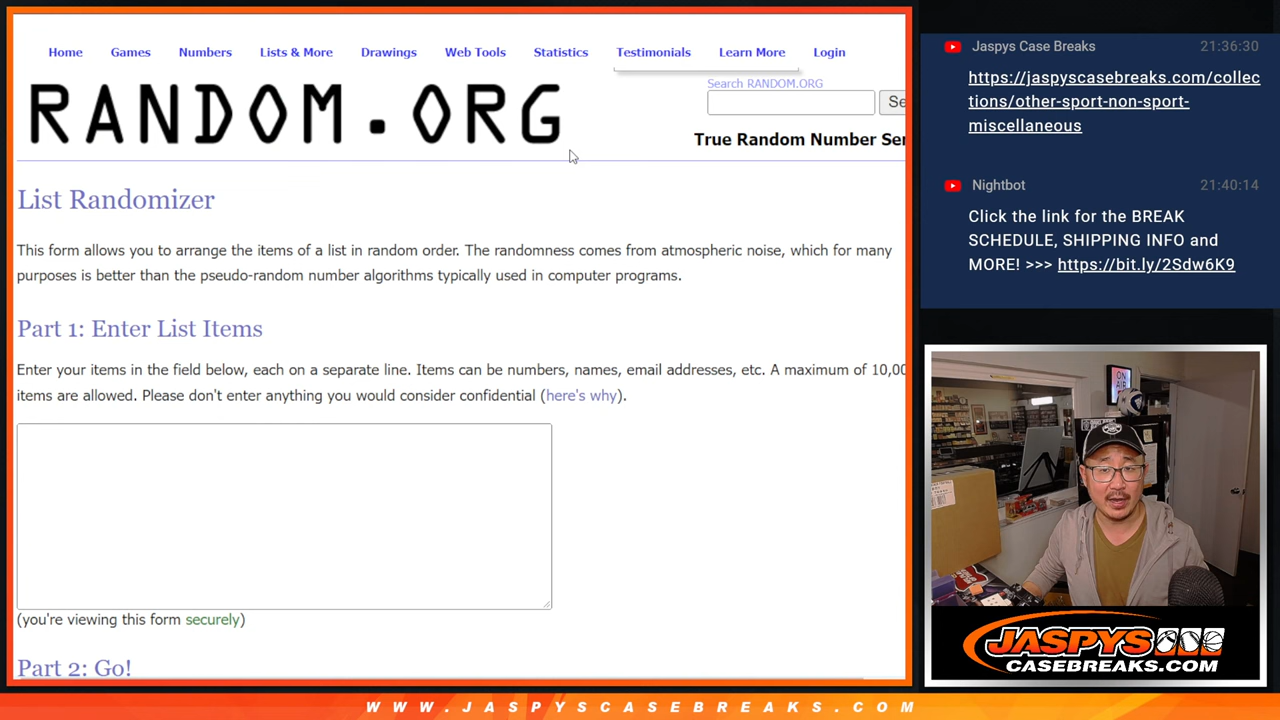 Home Games Numbers Lists & More Drawings Web Tools Statistics Testimonials Learn More Login
Search RANDOM.ORG
RANDOM.ORG
Se
True Random Number Ser
List Randomizer
This form allows you to arrange the items of a list in random order. The randomness comes from atmospheric noise, which for many
purposes is better than the pseudo-random number algorithms typically used in computer programs.
Part 1: Enter List Items
Enter your items in the field below, each on a separate line. Items can be numbers, names, email addresses, etc. A maximum of 10,00
items are allowed. Please don't enter anything you would consider confidential (here's why).
(you're viewing this form securely)
Part 2: Go!
Jaspys Case Breaks 21:36:30
https://jaspyscasebreaks.com/collec
tions/other-sport-non-sport-
miscellaneous
Nightbot 21:40:14
Click the link for the BREAK
SCHEDULE, SHIPPING INFO and
MORE! >>> https://bit.ly/2Sdw6K9
ON
AIR
JASPYS
CASEBREAKS.COM
WWW.JASPYSCASEBREAKS.COM